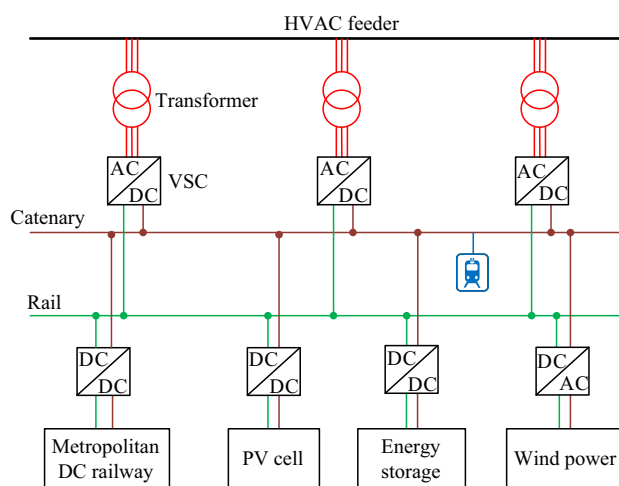 HVAC feeder
Transformer
AC
DC
VSC
AC
DC
AC
DC
Catenary
Rail
DC
DC
DC
DC
DC
DC
DC
AC
Metropolitan
DC railway
PV cell
Energy
storage
Wind power